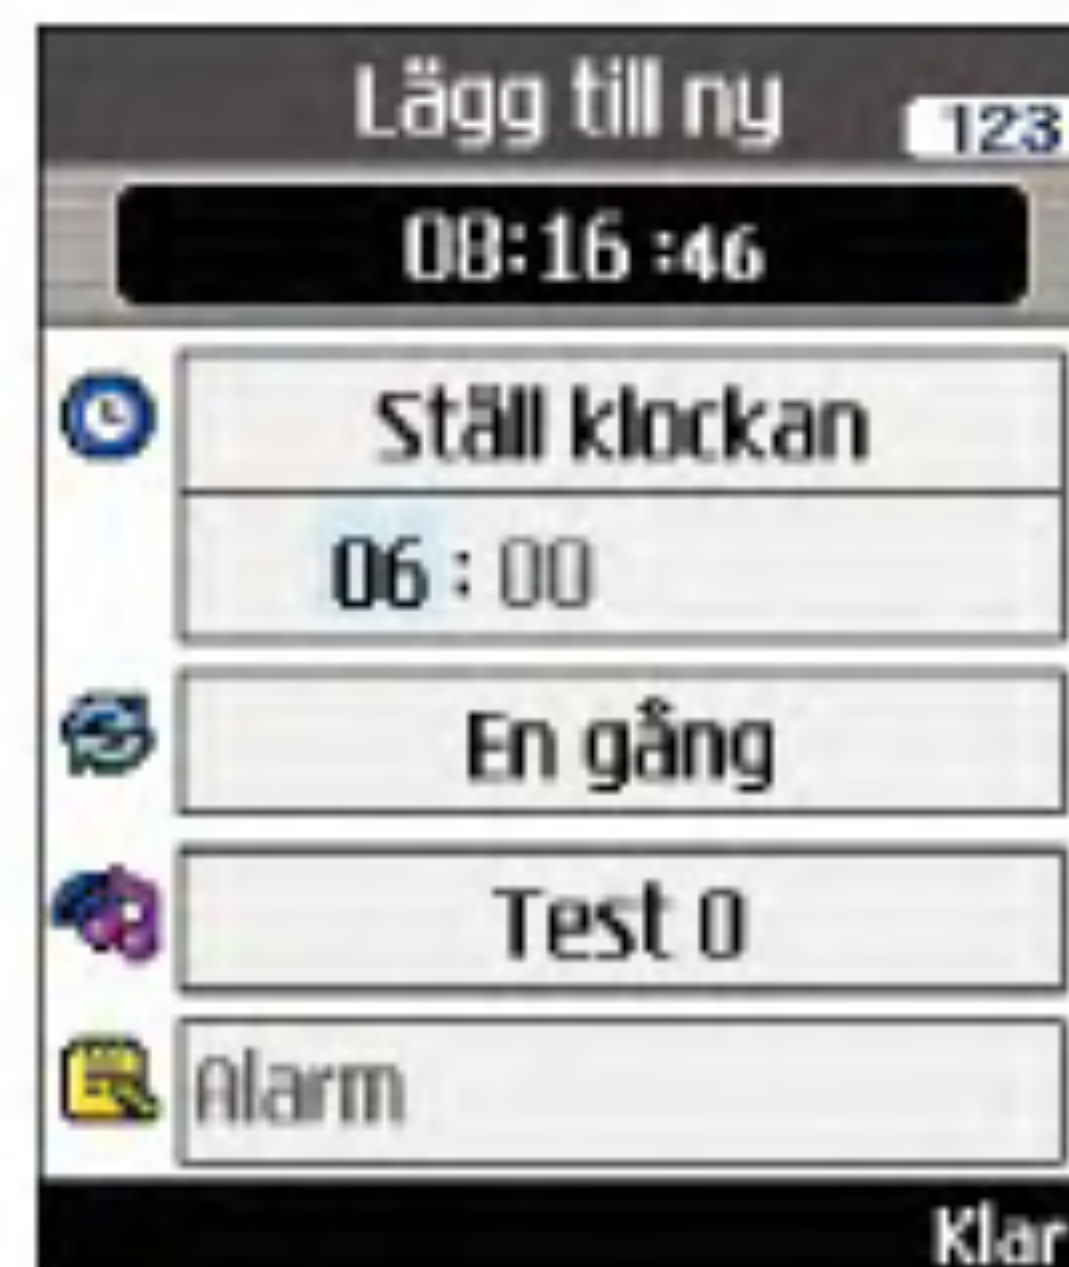 Lägg till ny
123
08:16 :46
Ställ klockan
06 : 00
En gång
Test 0
Alarm
Klar